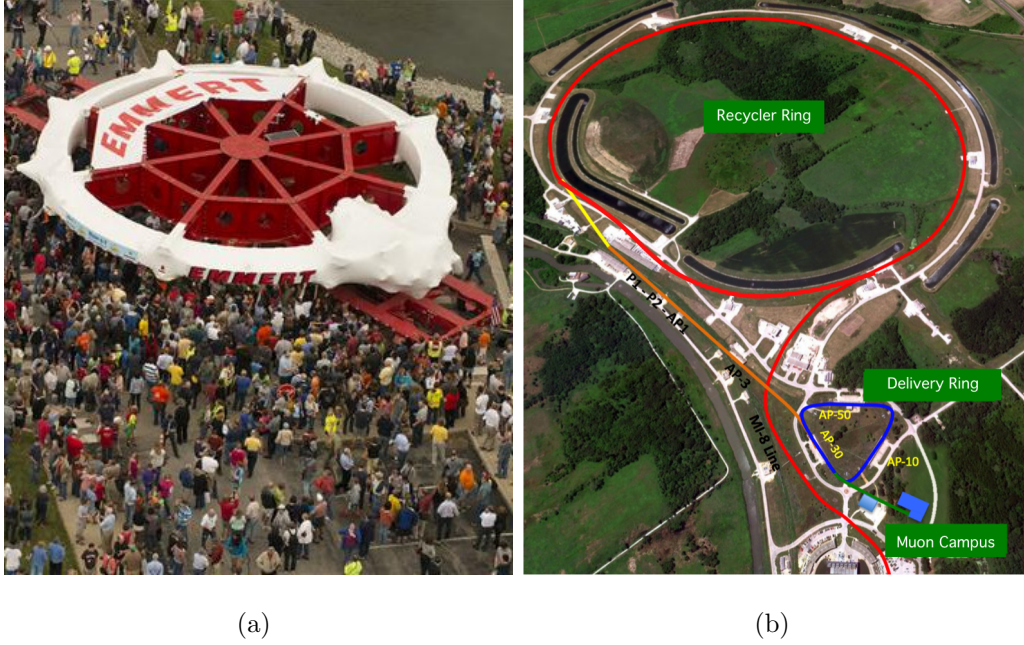 EMMERT
EMMERT
Recycler Ring
P1-P2-AP1
AP-3
MI-8 Line
Delivery Ring
AP-50
AP-30
AP-10
Muon Campus
(a)
(b)